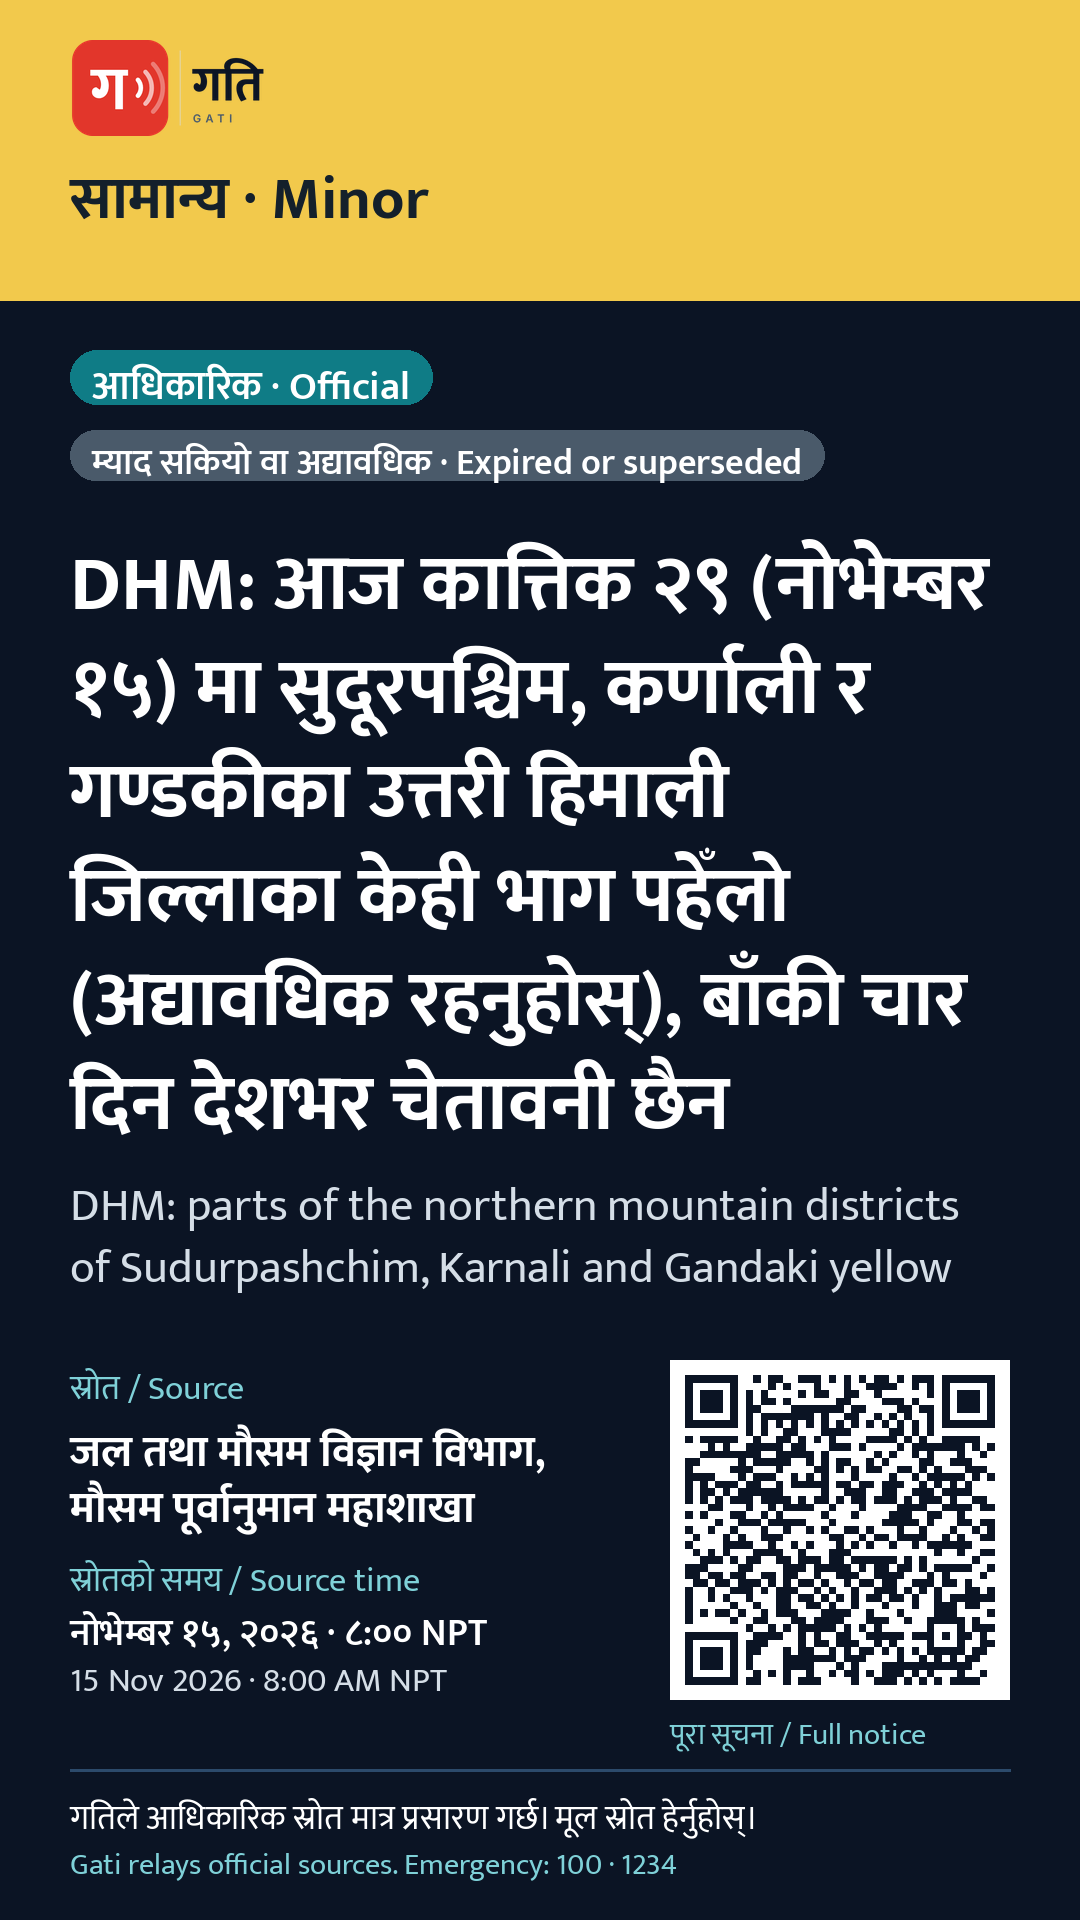 ग
गति
GATI
सामान्य · Minor
आधिकारिक · Official
म्याद सकियो वा अद्यावधिक · Expired or superseded
DHM: आज कात्तिक २९ (नोभेम्बर
१५) मा सुदूरपश्चिम, कर्णाली र
गण्डकीका उत्तरी हिमाली
जिल्लाका केही भाग पहेँलो
(अद्यावधिक रहनुहोस्), बाँकी चार
दिन देशभर चेतावनी छैन
DHM: parts of the northern mountain districts
of Sudurpashchim, Karnali and Gandaki yellow
स्रोत / Source
जल तथा मौसम विज्ञान विभाग,
मौसम पूर्वानुमान महाशाखा
स्रोतको समय / Source time
नोभेम्बर १५, २०२६ · ८:०० NPT
15 Nov 2026 · 8:00 AM NPT
पूरा सूचना / Full notice
गतिले आधिकारिक स्रोत मात्र प्रसारण गर्छ। मूल स्रोत हेर्नुहोस्।
Gati relays official sources. Emergency: 100 · 1234